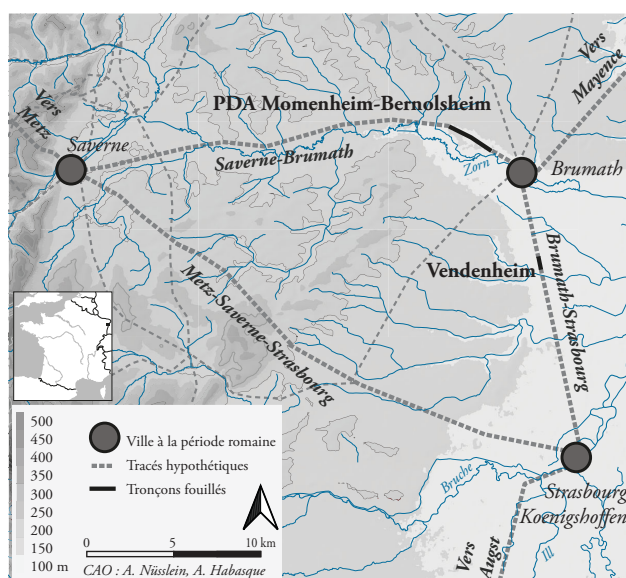 Vers
Metz
Saverne
PDA Momenheim-Bernolsheim
Vers
Mayence
Saverne-Brumath
Zorn
Brumath
Vendenheim
Brumath-Strasbourg
Metz-Saverne-Strasbourg
500
450
400
350
300
250
200
150
100 m
Ville à la période romaine
Tracés hypothétiques
Tronçons fouillés
0 5 10 km
CAO : A. Nüsslein, A. Habasque
Bruche
Strasbourg
Koenigshoffen
Vers
Augst
Ill